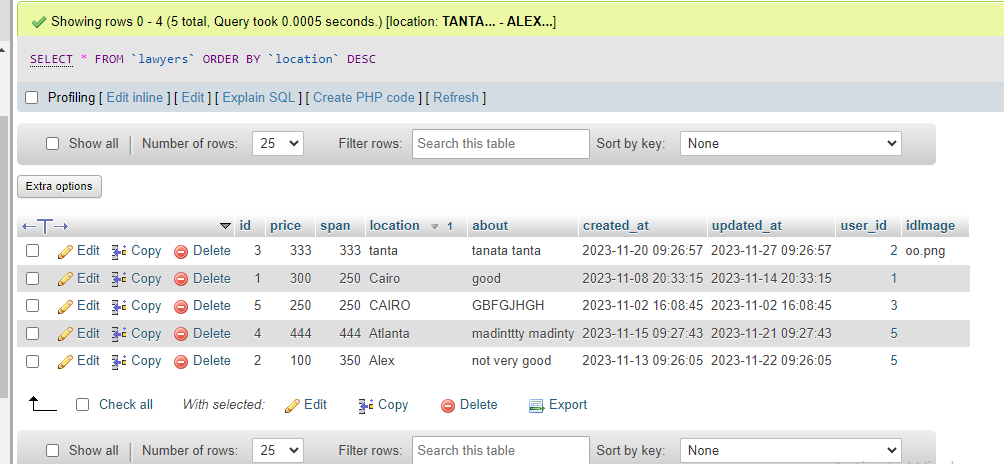 Showing rows 0 - 4 (5 total, Query took 0.0005 seconds.) [location: TANTA... - ALEX...]
SELECT * FROM `lawyers` ORDER BY `location` DESC
Profiling [ Edit inline ] [ Edit ] [ Explain SQL ] [ Create PHP code ] [ Refresh ]
Show all Number of rows: 25 Filter rows: Search this table Sort by key: None
Extra options
id price span location 1 about created_at updated_at user_id idImage
Edit Copy Delete 3 333 333 tanta tanata tanta 2023-11-20 09:26:57 2023-11-27 09:26:57 2 oo.png
Edit Copy Delete 1 300 250 Cairo good 2023-11-08 20:33:15 2023-11-14 20:33:15 1
Edit Copy Delete 5 250 250 CAIRO GBFGJHGH 2023-11-02 16:08:45 2023-11-02 16:08:45 3
Edit Copy Delete 4 444 444 Atlanta madinttty madinty 2023-11-15 09:27:43 2023-11-21 09:27:43 5
Edit Copy Delete 2 100 350 Alex not very good 2023-11-13 09:26:05 2023-11-22 09:26:05 5
Check all With selected: Edit Copy Delete Export
Show all Number of rows: 25 Filter rows: Search this table Sort by key: None